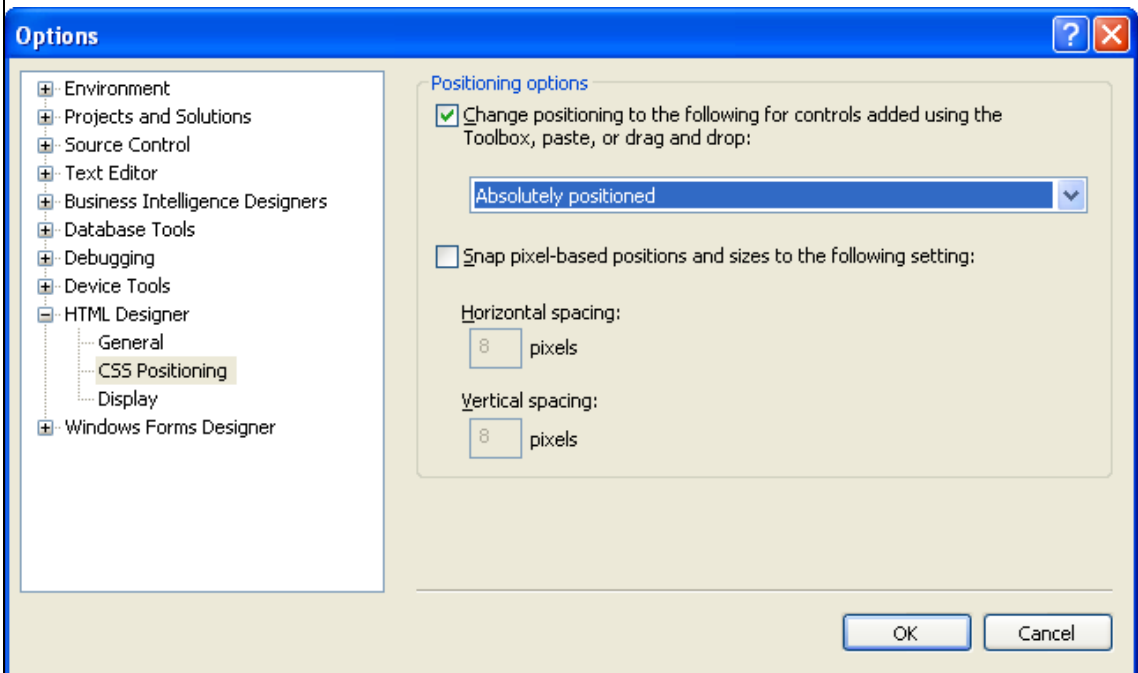 Options
Environment
Projects and Solutions
Source Control
Text Editor
Business Intelligence Designers
Database Tools
Debugging
Device Tools
HTML Designer
General
CSS Positioning
Display
Windows Forms Designer
Positioning options
Change positioning to the following for controls added using the
Toolbox, paste, or drag and drop:
Absolutely positioned
Snap pixel-based positions and sizes to the following setting:
Horizontal spacing:
8 pixels
Vertical spacing:
8 pixels
OK Cancel